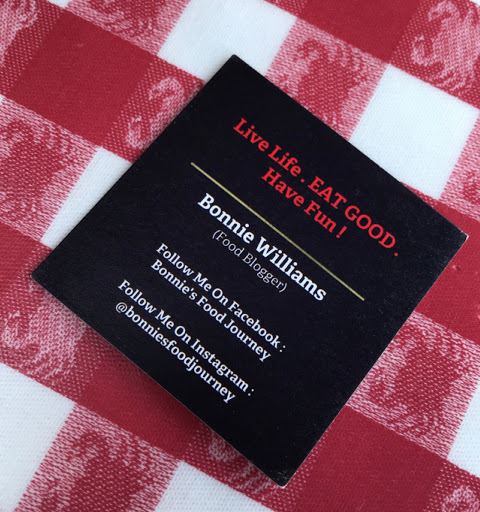 Live Life . EAT GOOD .
Have Fun !
Bonnie Williams
(Food Blogger)
Follow Me On Facebook :
Bonnie's Food Journey
Follow Me On Instagram :
@bonniesfoodjourney